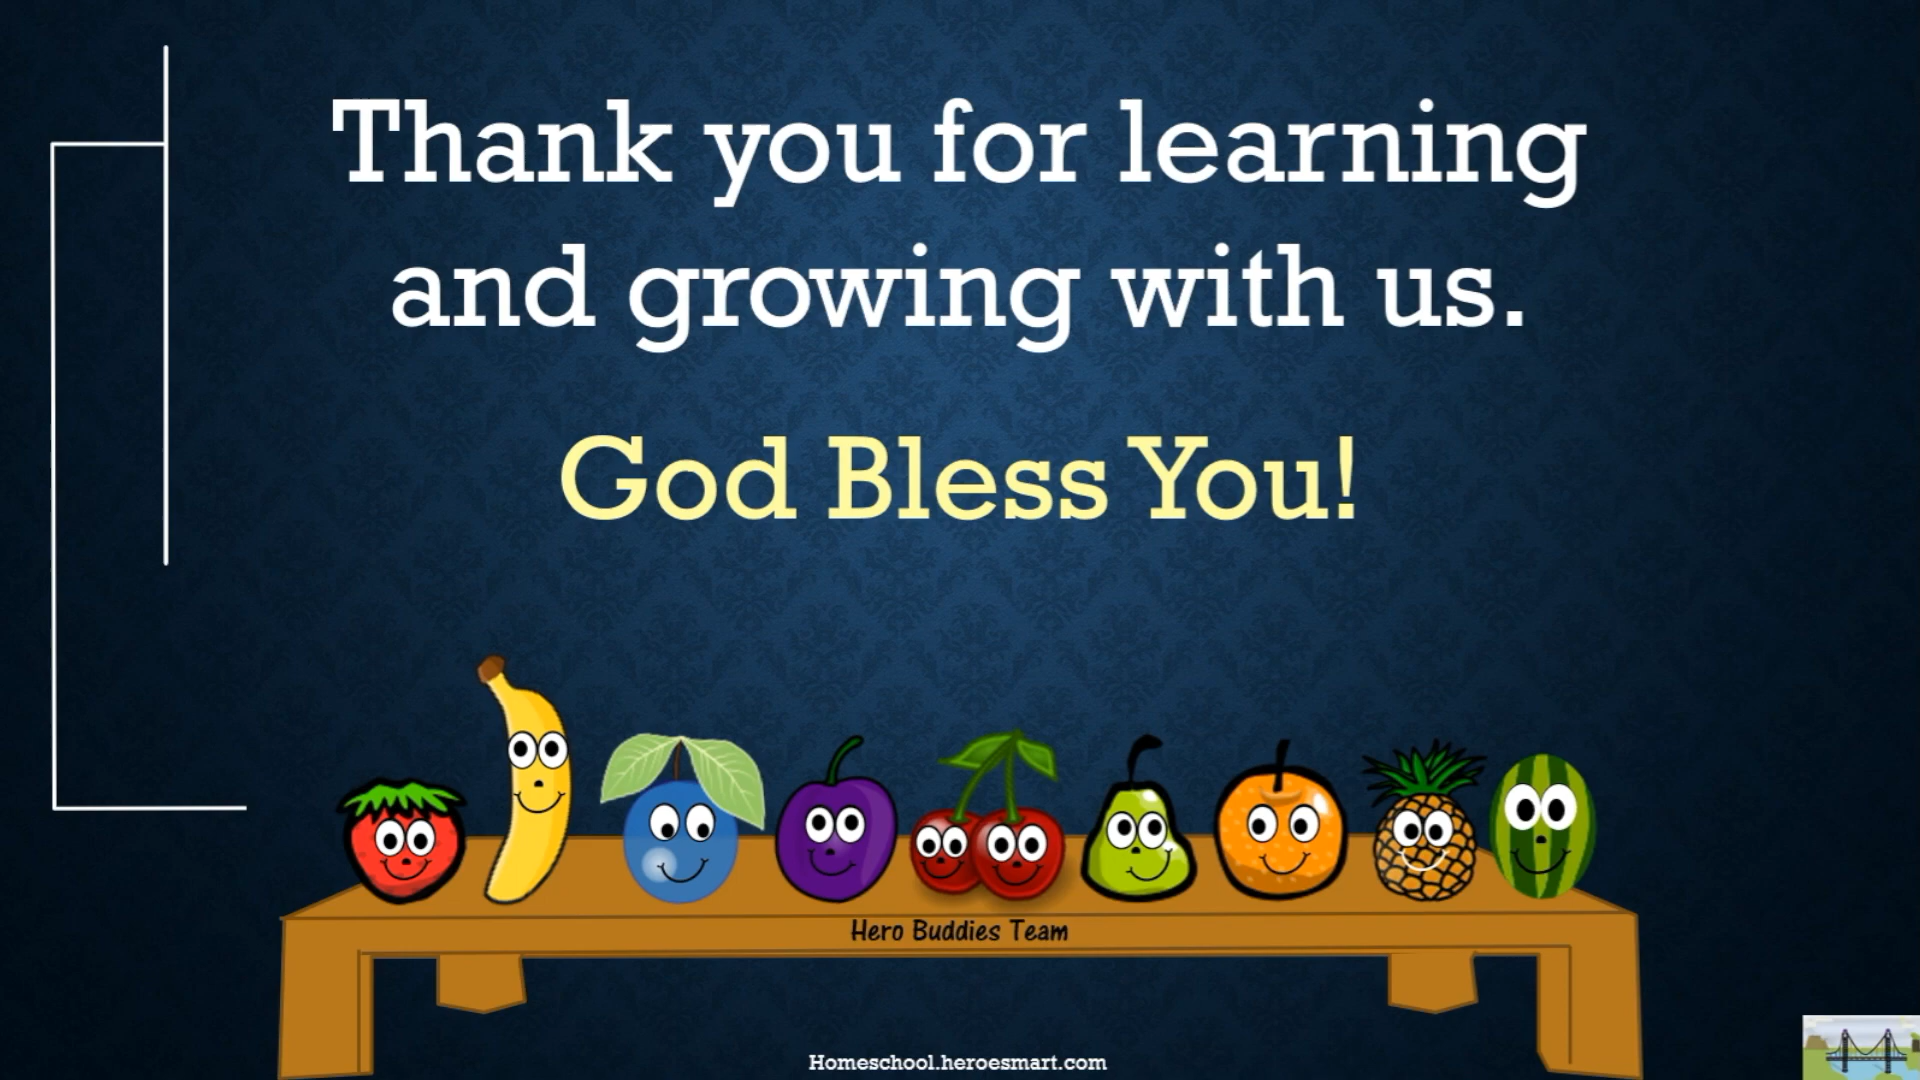 Thank you for learning
and growing with us.
God Bless You!
Hero Buddies Team
Homeschool.heroesmart.com